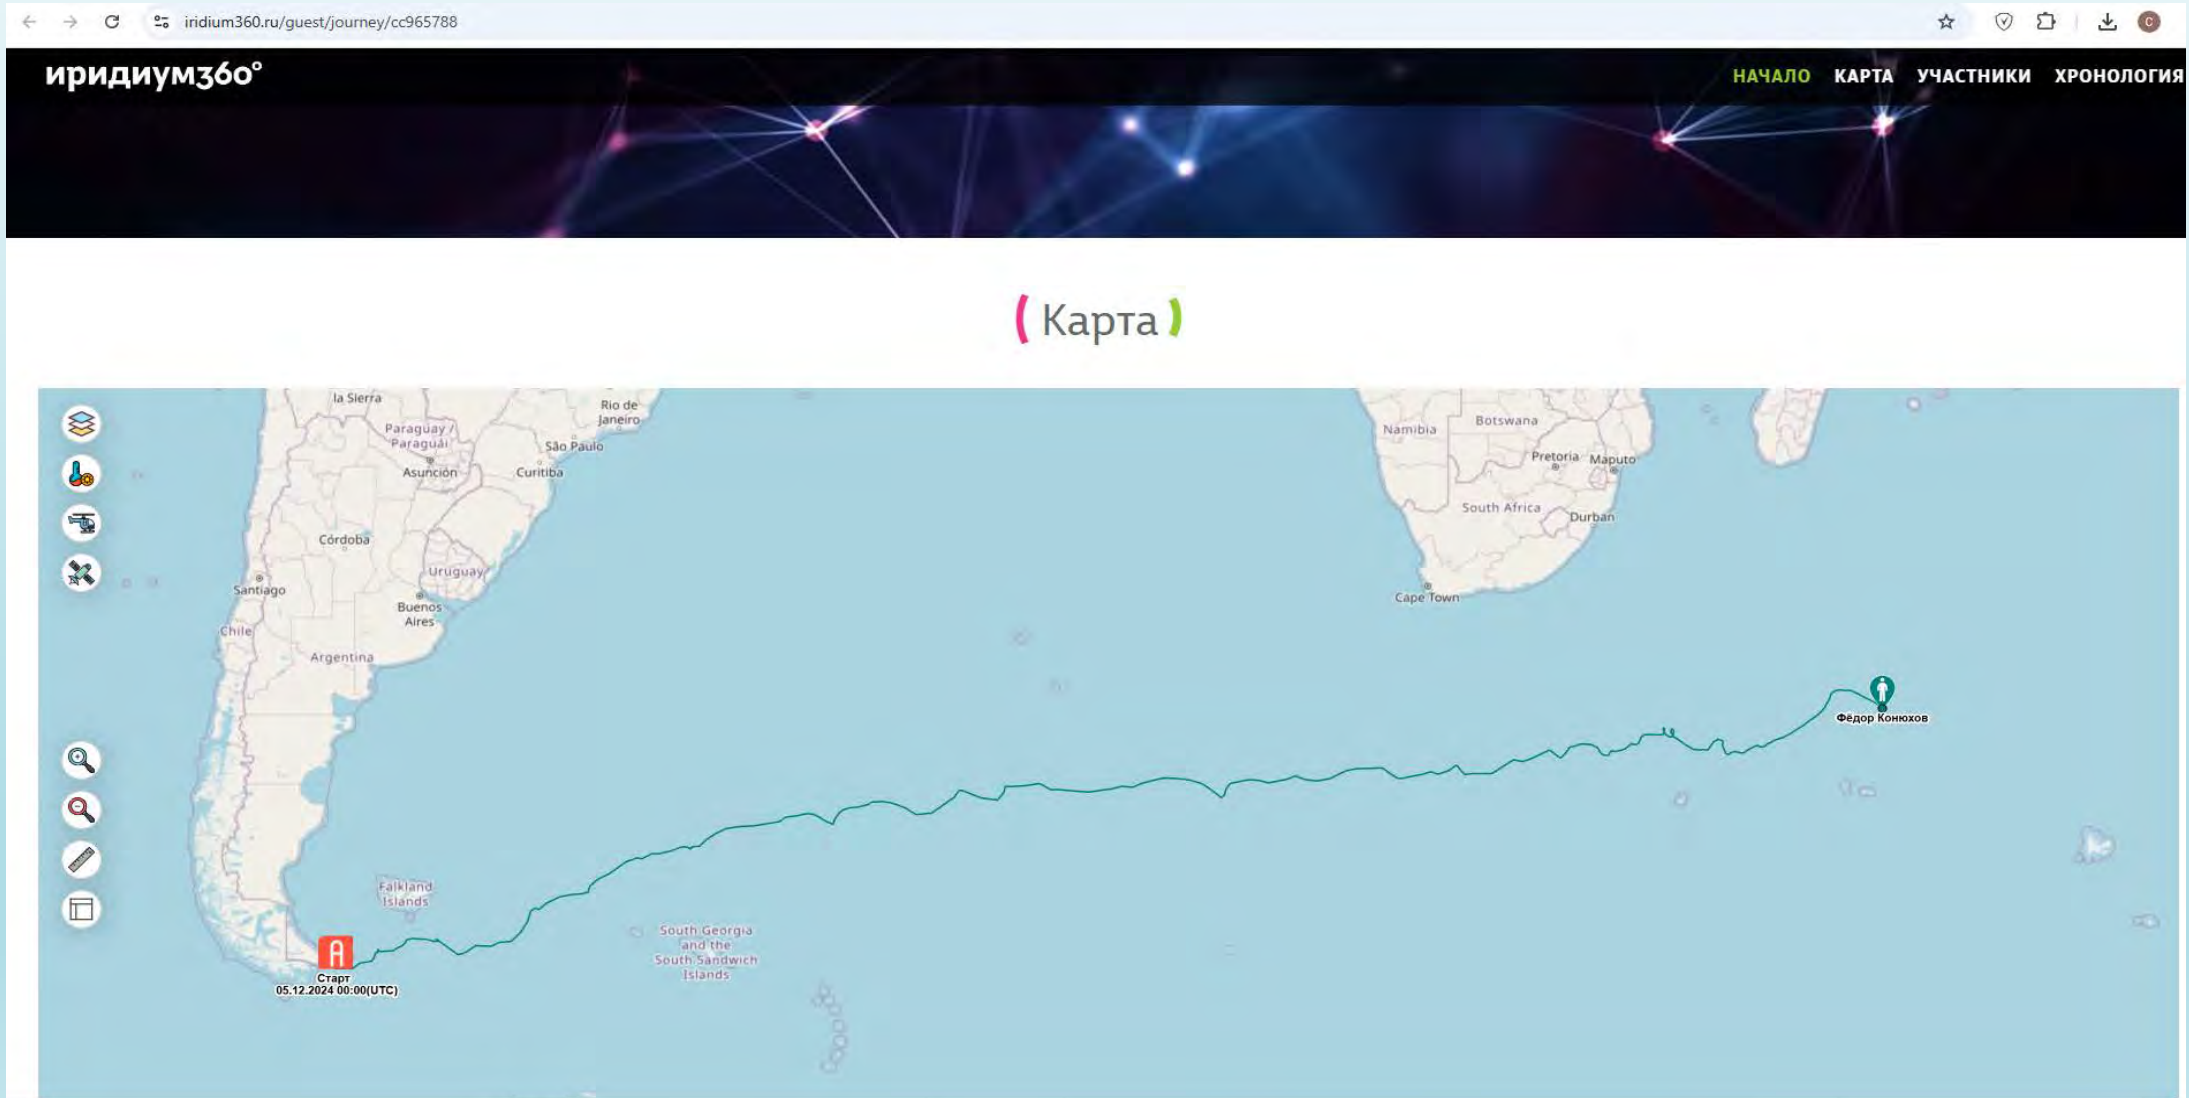 iridium360.ru/guest/journey/cc965788
C
иридиум360°
НАЧАЛО КАРТА УЧАСТНИКИ ХРОНОЛОГИЯ
( Карта )
la Sierra
Rio de
Janeiro
Paraguay /
Paraguái
São Paulo
Asunción
Curitiba
Namibia
Botswana
Pretoria
Maputo
South Africa
Durban
Córdoba
Uruguay
Santiago
Buenos
Aires
Cape Town
Chile
Argentina
Фёдор Конюхов
Falkland
Islands
South Georgia
and the
South Sandwich
Islands
A
Старт
05.12.2024 00:00(UTC)